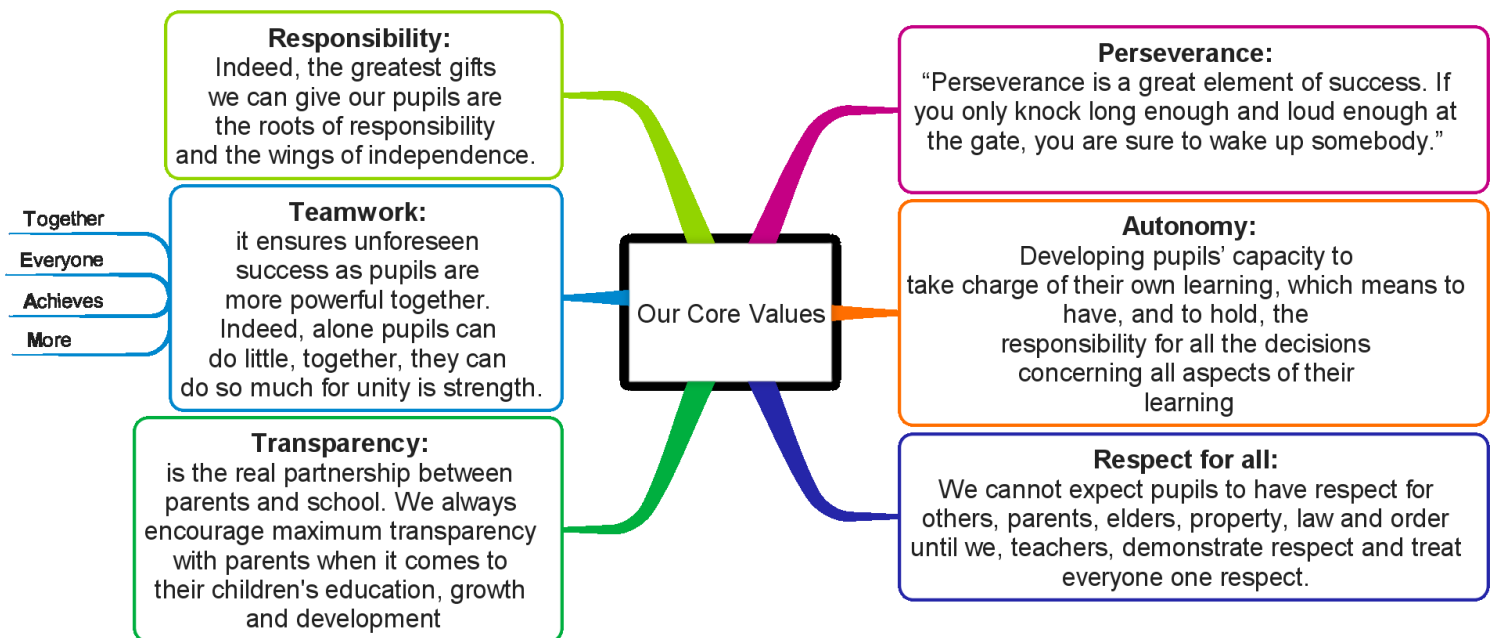 Our Core Values
Responsibility:
Indeed, the greatest gifts
we can give our pupils are
the roots of responsibility
and the wings of independence.
Teamwork:
it ensures unforeseen
success as pupils are
more powerful together.
Indeed, alone pupils can
do little, together, they can
do so much for unity is strength.
Together
Everyone
Achieves
More
Transparency:
is the real partnership between
parents and school. We always
encourage maximum transparency
with parents when it comes to
their children's education, growth
and development
Perseverance:
“Perseverance is a great element of success. If
you only knock long enough and loud enough at
the gate, you are sure to wake up somebody.”
Autonomy:
Developing pupils’ capacity to
take charge of their own learning, which means to
have, and to hold, the
responsibility for all the decisions
concerning all aspects of their
learning
Respect for all:
We cannot expect pupils to have respect for
others, parents, elders, property, law and order
until we, teachers, demonstrate respect and treat
everyone one respect.